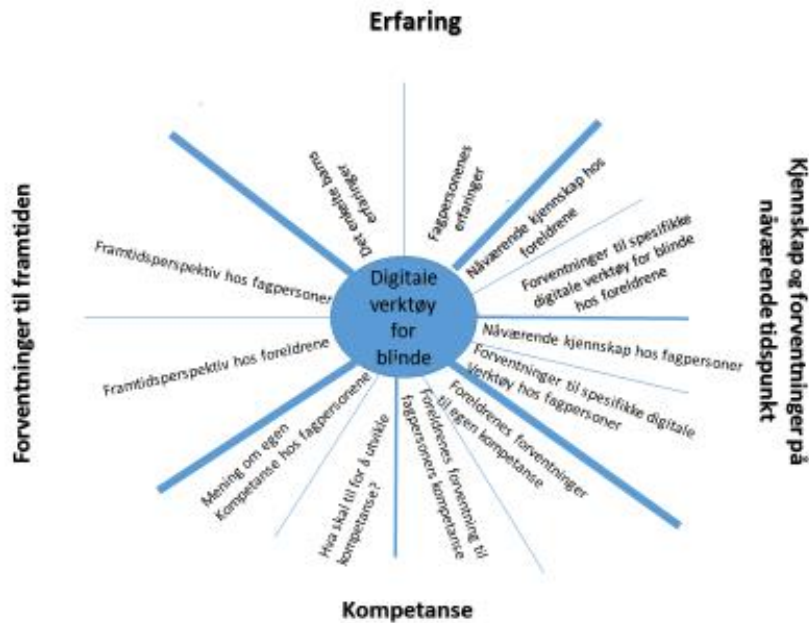 Erfaring
Det enkelte barns
erfaringer
Fagpersonenes
erfaringer
Nåværende kjennskap hos
foreldrene
Forventninger til spesifikke
digitale verktøy for blinde
hos foreldrene
Kjennskap og forventninger på
nåværende tidspunkt
Nåværende kjennskap hos fagpersoner
Forventninger til spesifikke digitale
verktøy hos fagpersoner
Foreldrenes forventninger
til egen kompetanse
Foreldrenes forventning til
fagpersoners kompetanse
Hva skal til for å utvikle
kompetanse?
Mening om egen
Kompetanse hos fagpersonene
Kompetanse
Framtidsperspektiv hos foreldrene
Framtidsperspektiv hos fagpersoner
Forventninger til framtiden
Digitale
verktøy
for
blinde